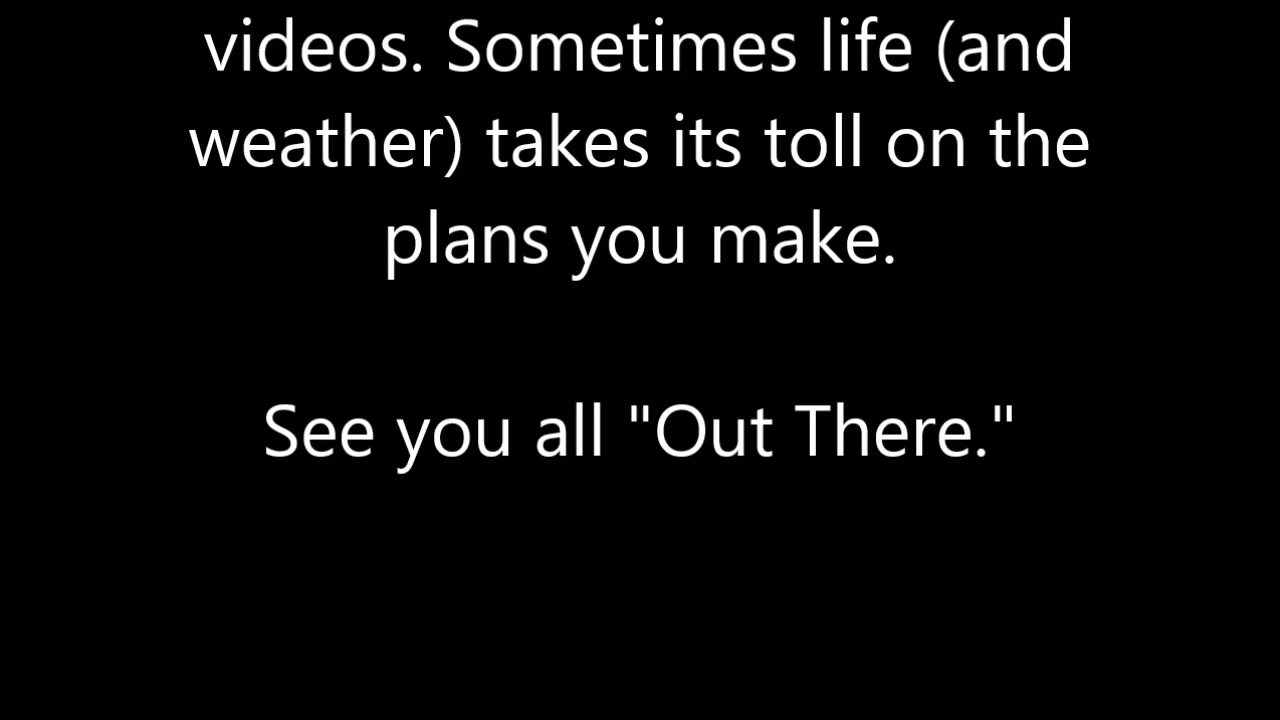 videos. Sometimes life (and
weather) takes its toll on the
plans you make.
See you all "Out There."